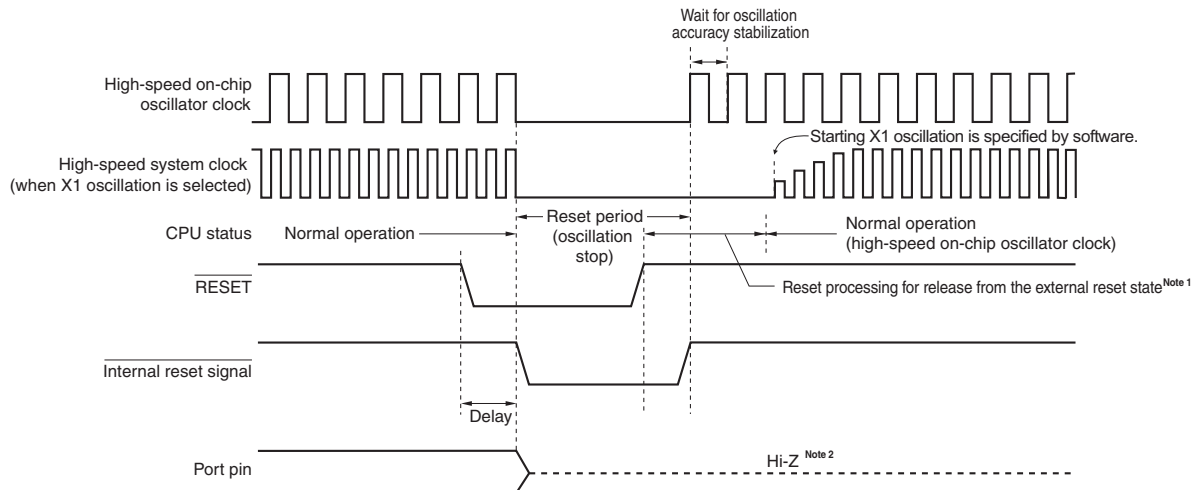 Wait for oscillation
accuracy stabilization
High-speed on-chip
oscillator clock
Starting X1 oscillation is specified by software.
High-speed system clock
(when X1 oscillation is selected)
CPU status
Normal operation
Reset period
(oscillation
stop)
Normal operation
(high-speed on-chip oscillator clock)
RESET
Reset processing for release from the external reset state Note 1
Internal reset signal
Delay
Port pin
Hi-Z Note 2